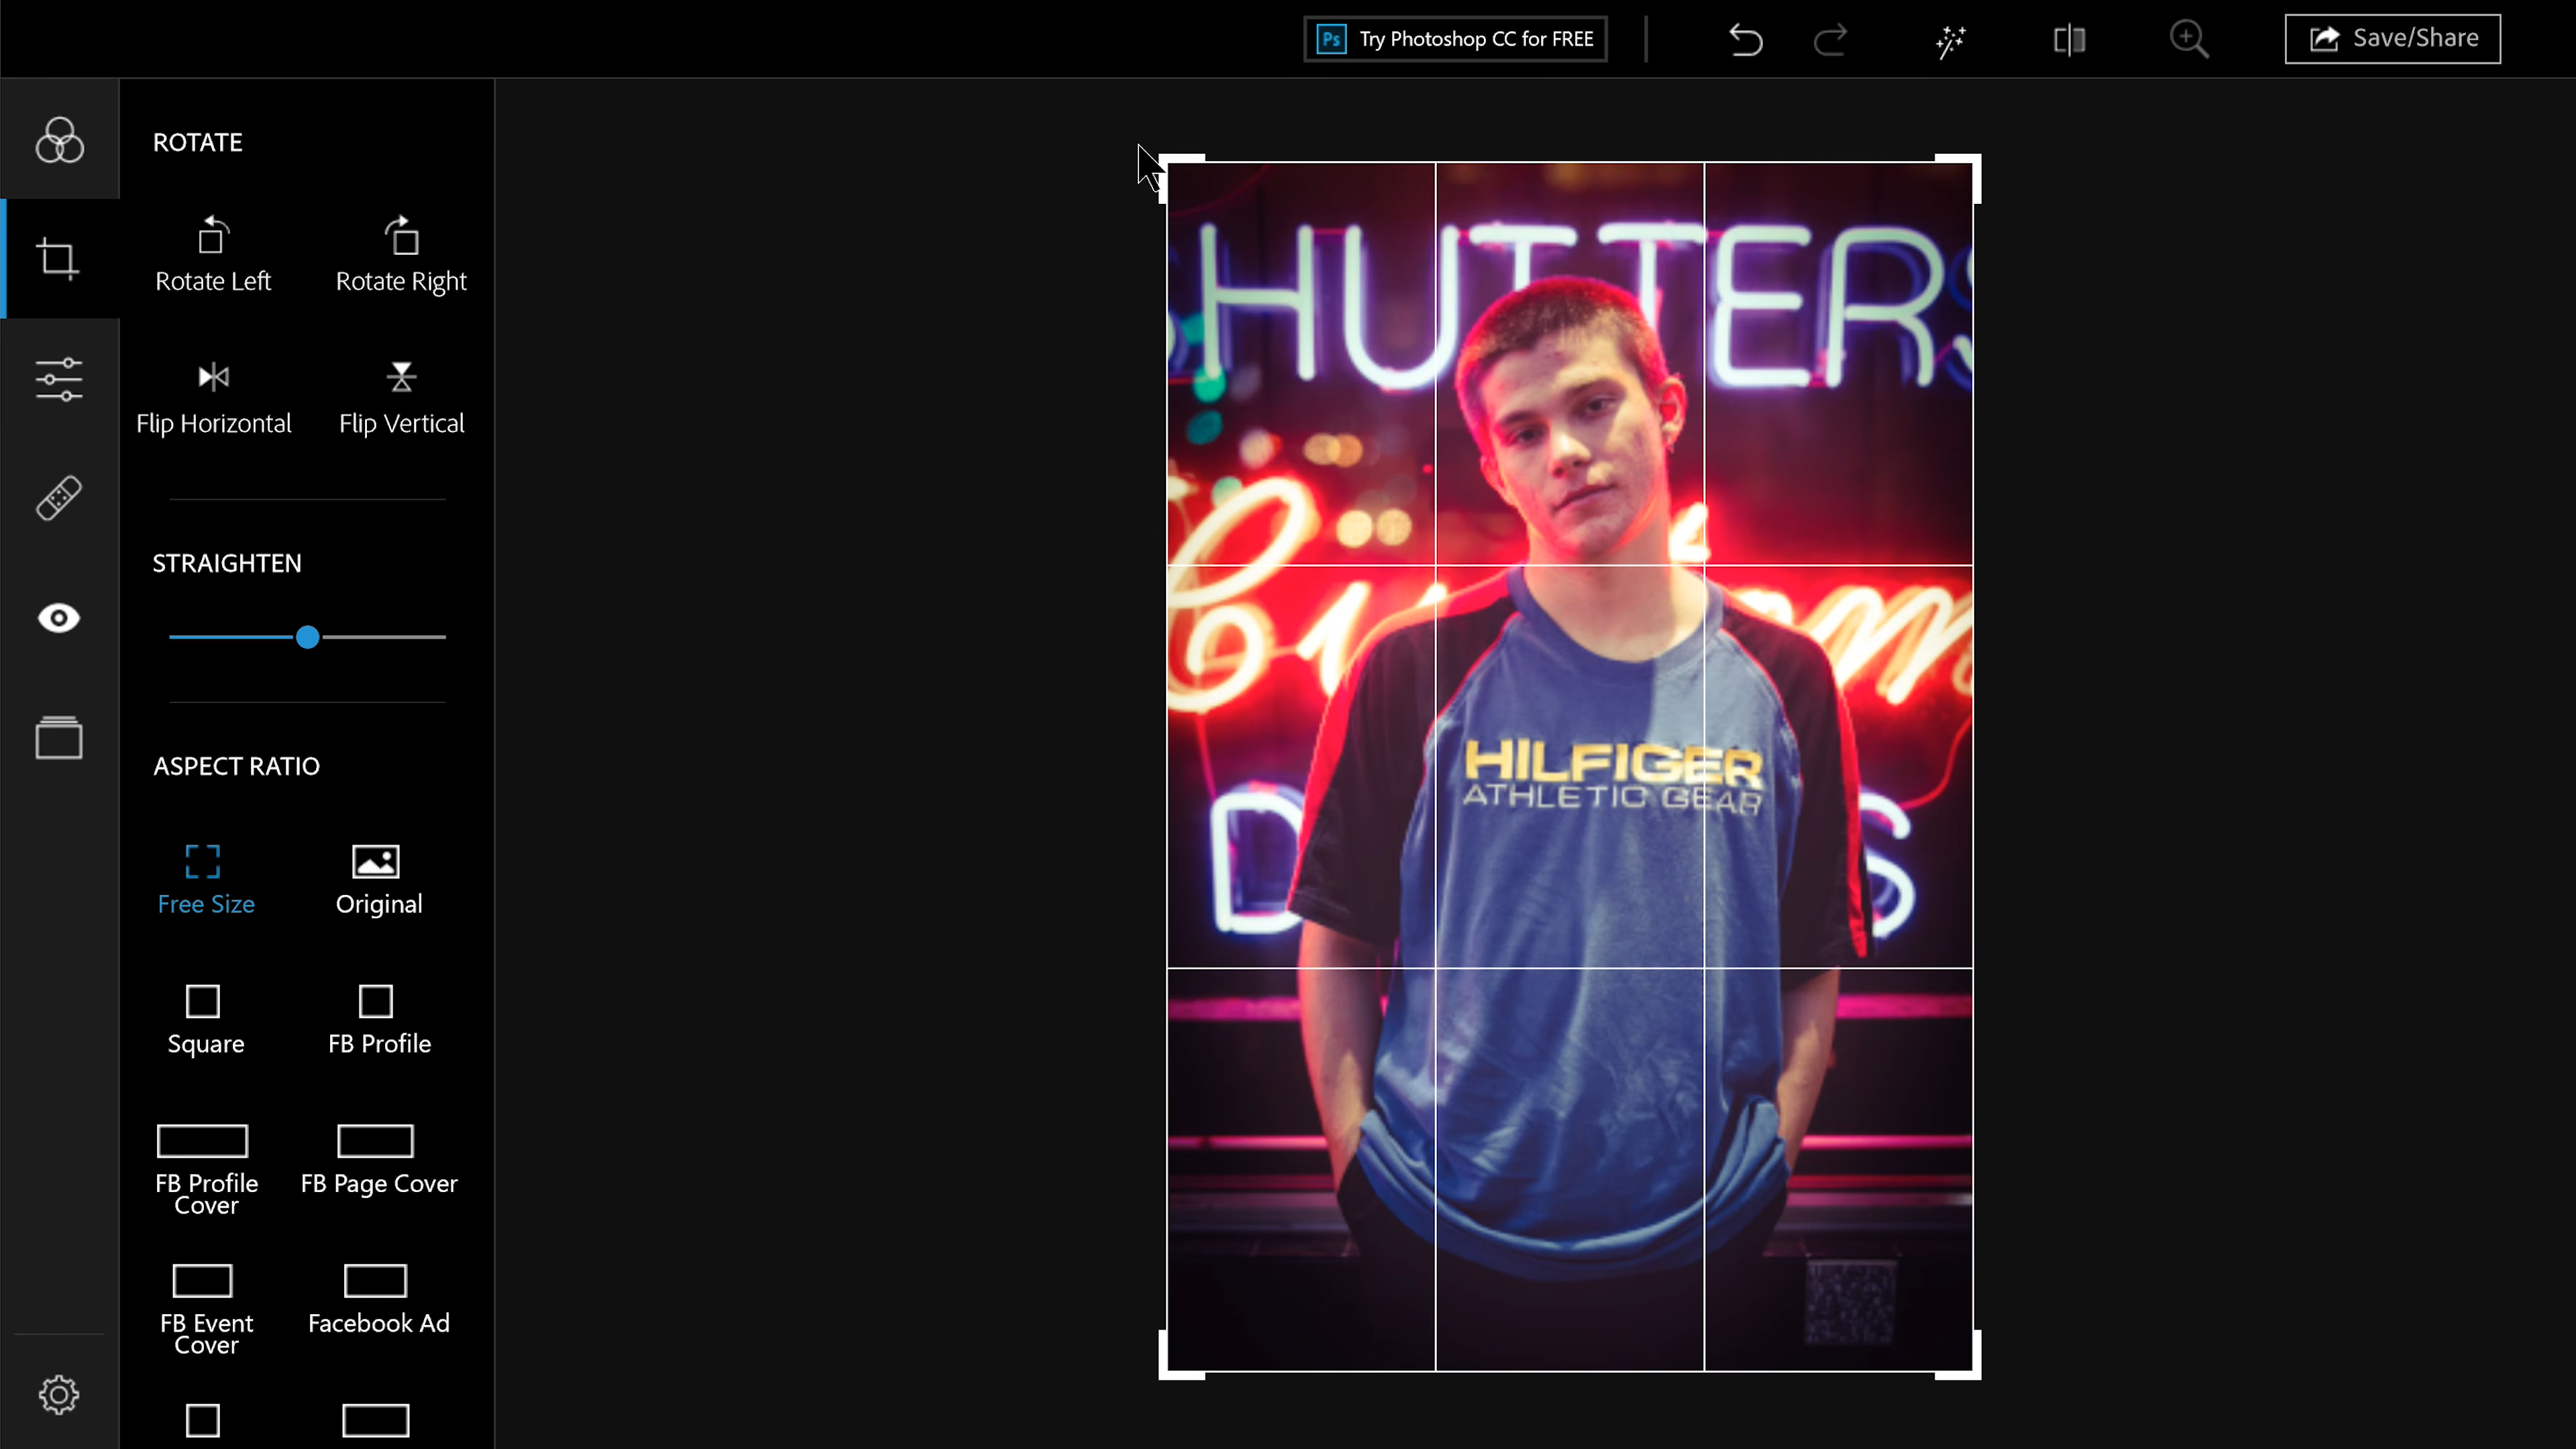 Ps Try Photoshop CC for FREE
Save/Share
ROTATE
Rotate Left
Rotate Right
Flip Horizontal
Flip Vertical
STRAIGHTEN
ASPECT RATIO
Free Size
Original
Square
FB Profile
FB Profile
Cover
FB Page Cover
FB Event
Cover
Facebook Ad
SHUTTERS
HILFIGER
ATHLETIC GEAR
D S